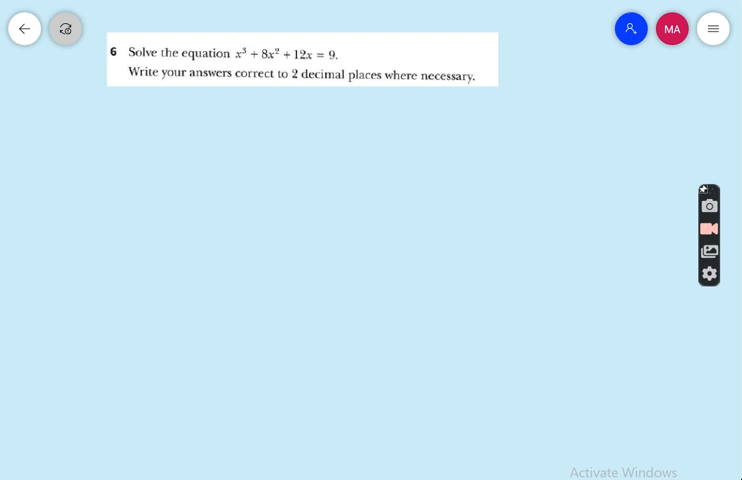 MA
6 Solve the equation x³ + 8x² + 12x = 9.
Write your answers correct to 2 decimal places where necessary.
Activate Windows